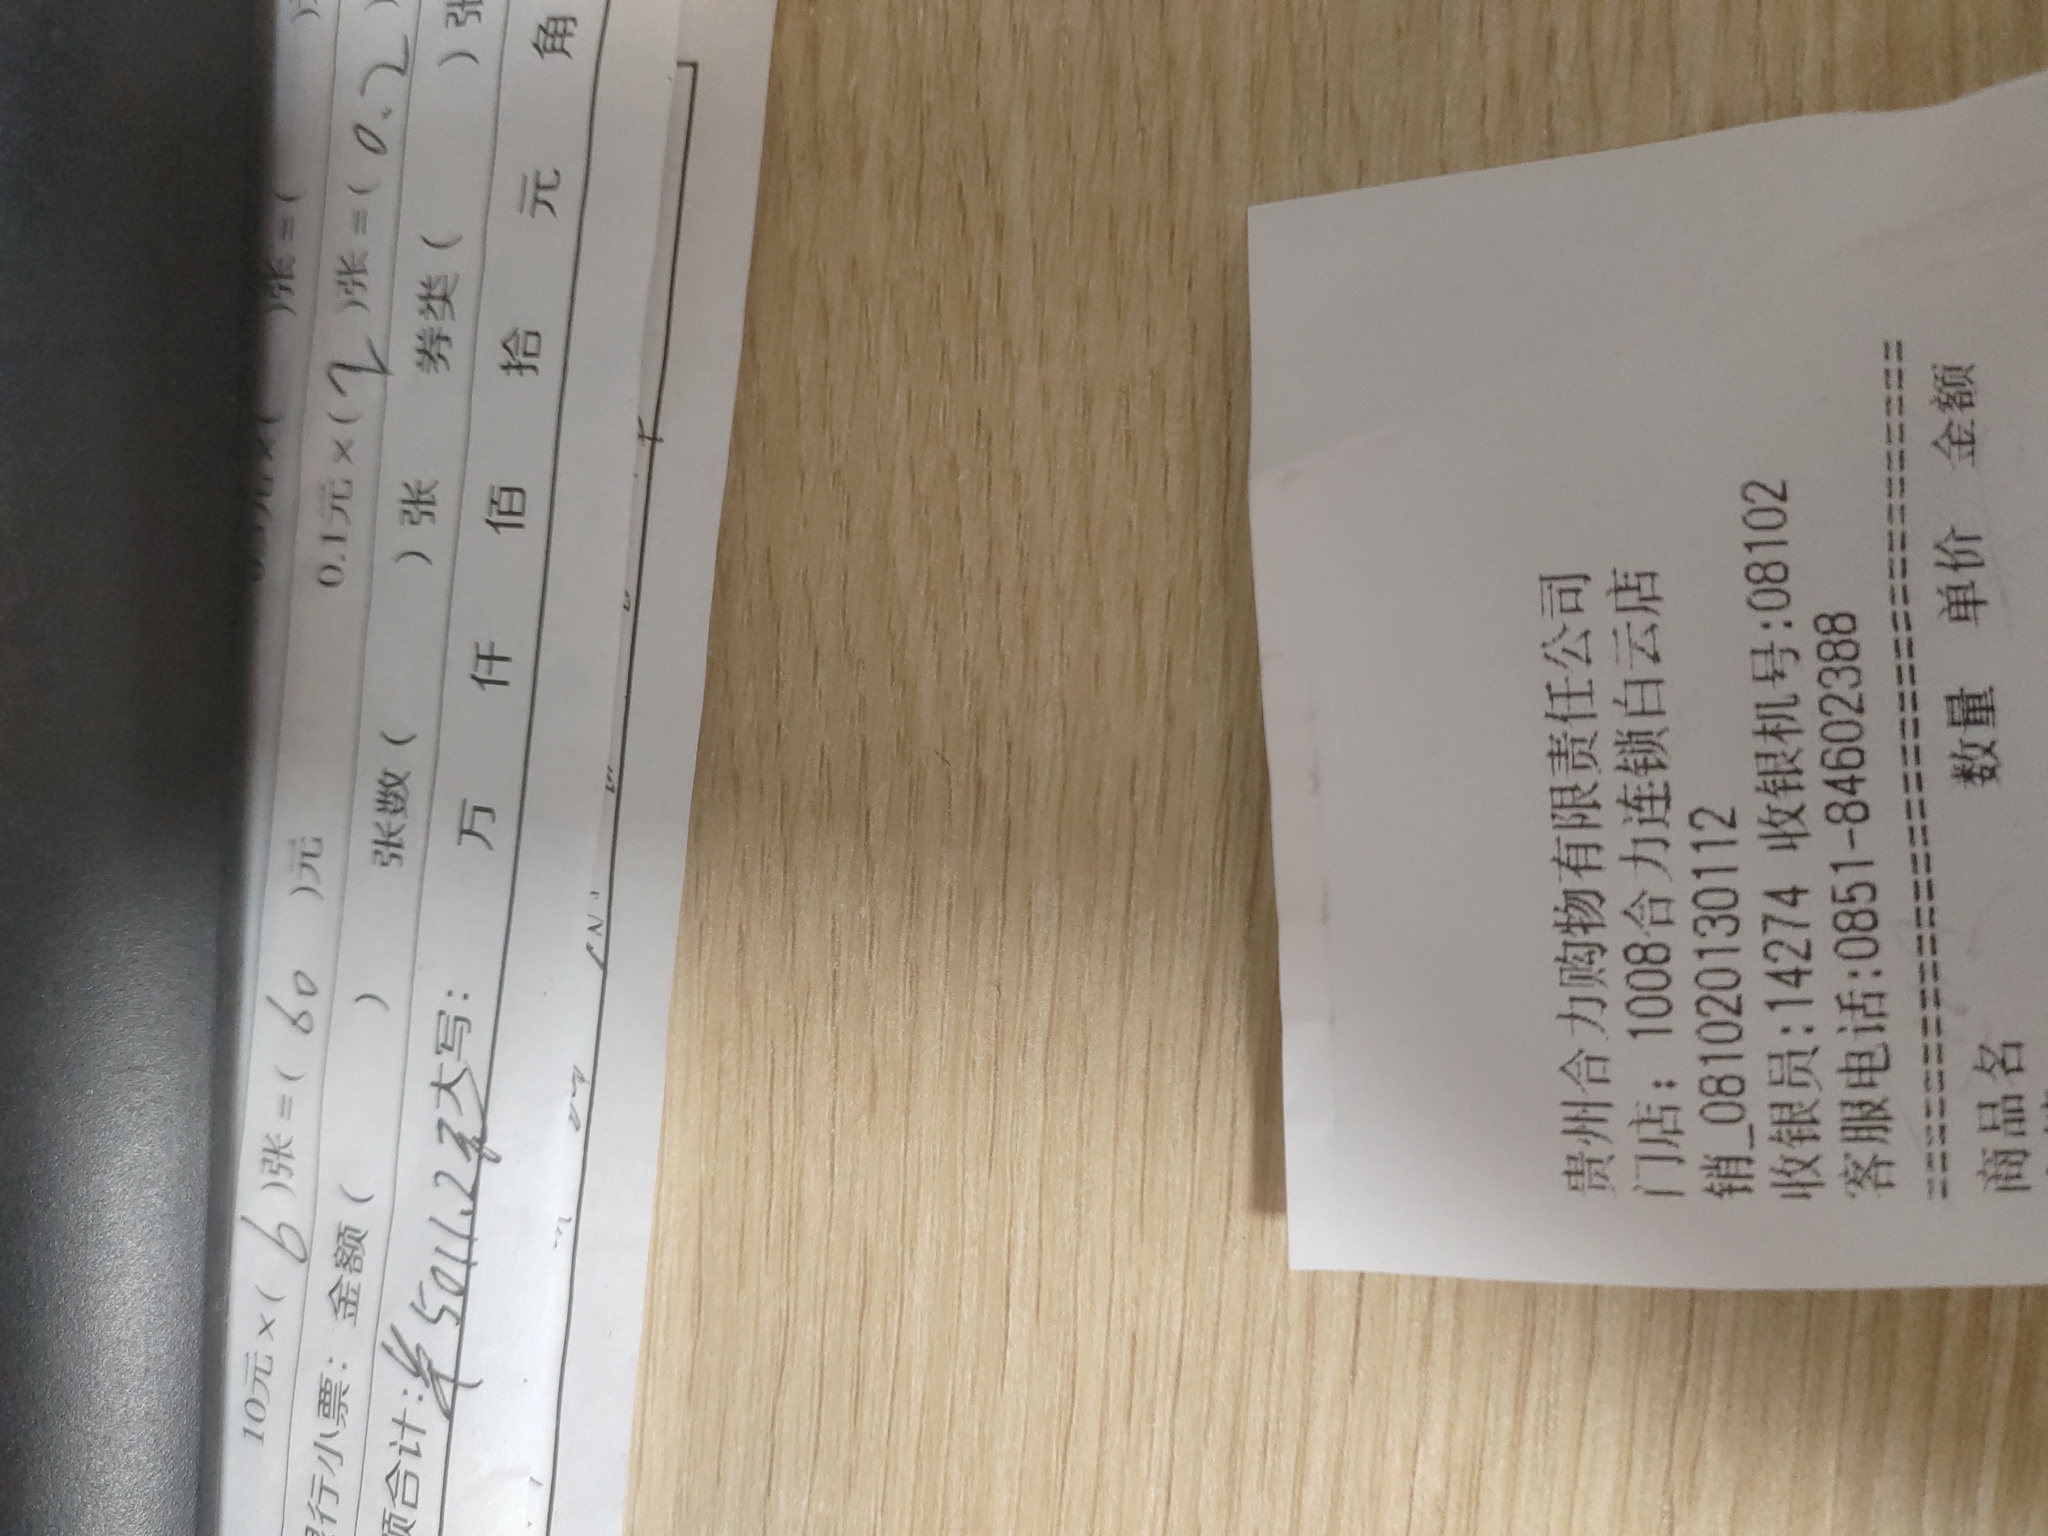 10元×( 6 )张=( 60 )元
)张=(
0.1元×( 2 )张=( 0.2 )
行小票: 金额( ) 张数( ) 张 券类( ) 张
合计: ¥5011.2元 大写: 万 仟 佰 拾 元 角
贵州合力购物有限责任公司
门店: 1008合力连锁白云店
销_081020130112
收银员:14274 收银机号:08102
客服电话:0851-84602388
==========================================
商品名 数量 单价 金额